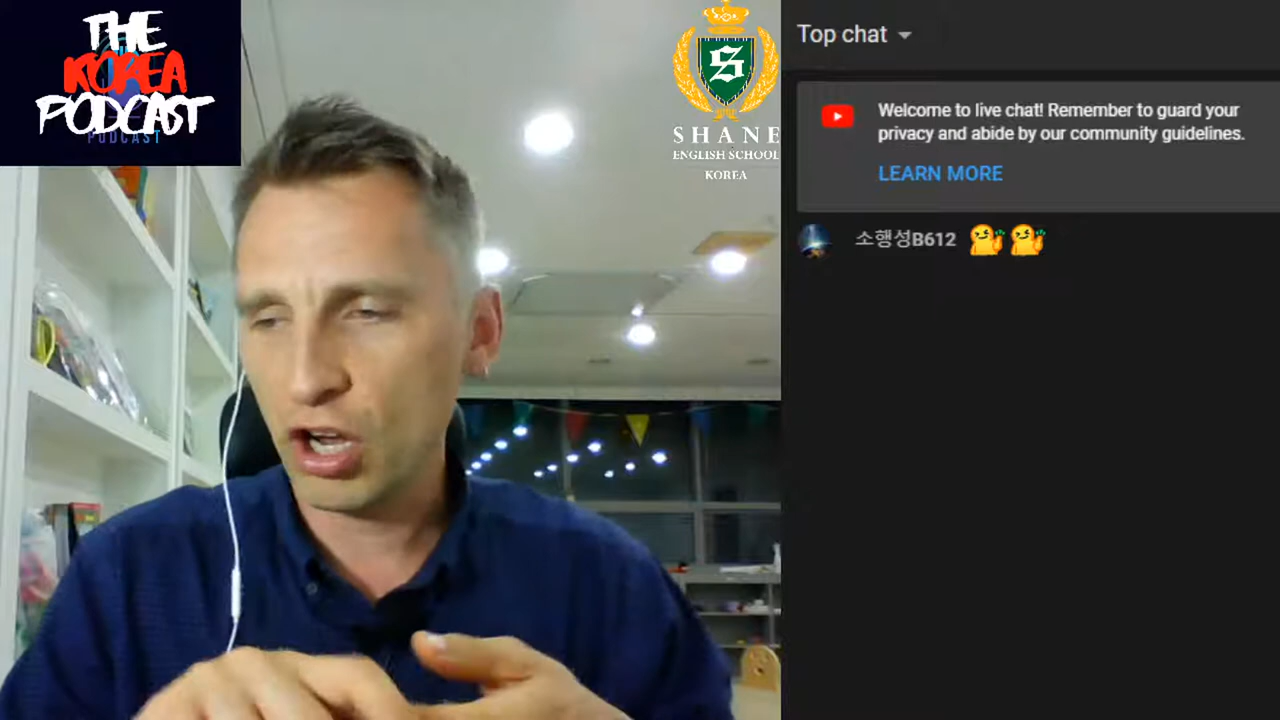 THE
KOREA
PODCAST
PODCAST
S
SHANE
ENGLISH SCHOOL
KOREA
Top chat
Welcome to live chat! Remember to guard your
privacy and abide by our community guidelines.
LEARN MORE
소행성B612